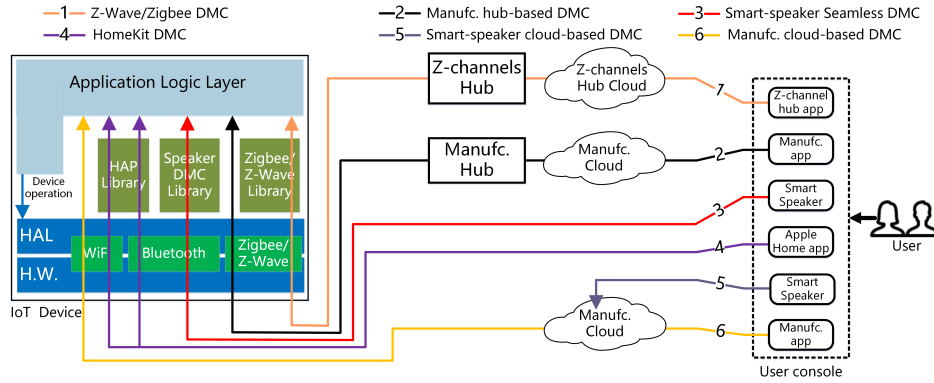 1 Z-Wave/Zigbee DMC
2 Manufc. hub-based DMC
3 Smart-speaker Seamless DMC
4 HomeKit DMC
5 Smart-speaker cloud-based DMC
6 Manufc. cloud-based DMC
Application Logic Layer
Device
operation
HAP
Library
Speaker
DMC
Library
Zigbee/
Z-Wave
Library
HAL
H.W.
WiF
Bluetooth
Zigbee/
Z-Wave
IoT Device
Z-channels
Hub
Z-channels
Hub Cloud
1
Z-channel
hub app
Manufc.
Hub
Manufc.
Cloud
2
Manufc.
app
3
Smart
Speaker
4
Apple
Home app
5
Smart
Speaker
Manufc.
Cloud
6
Manufc.
app
User console
User